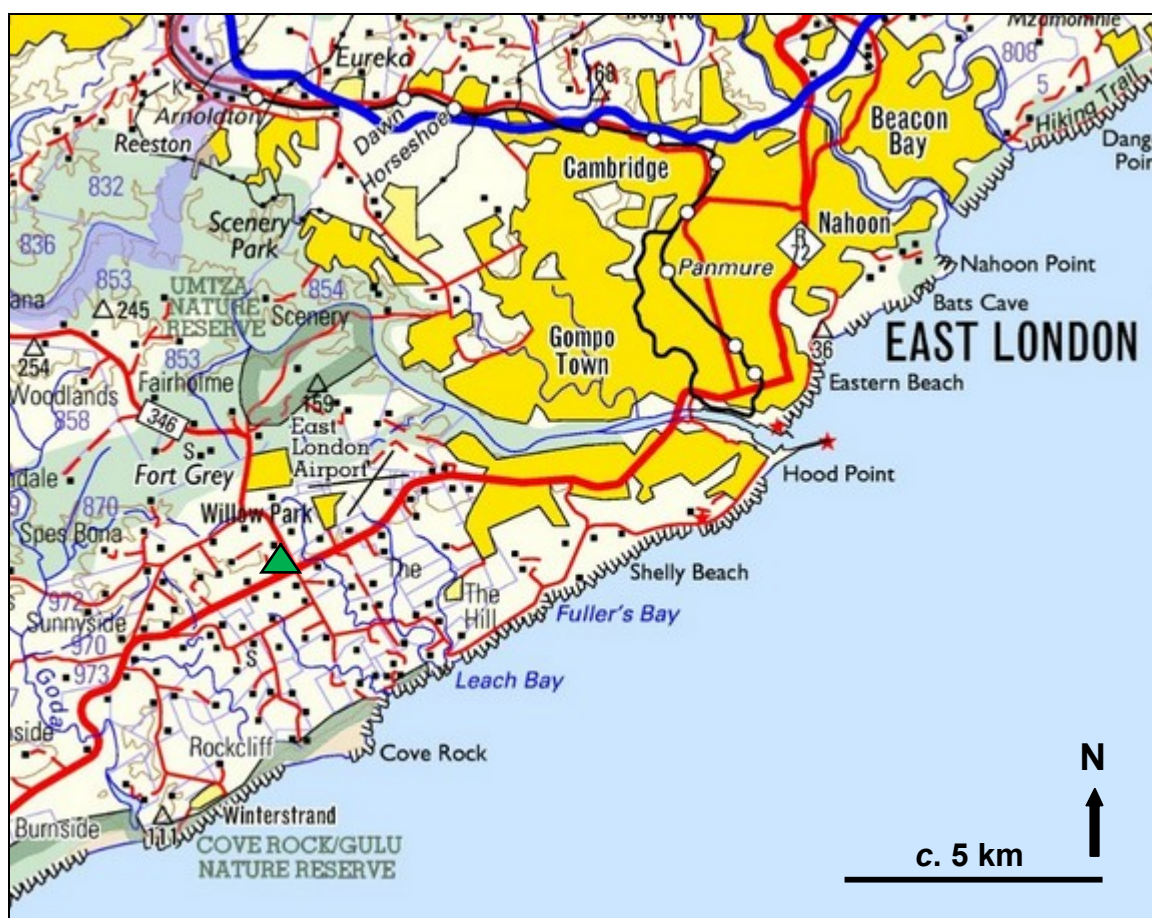 Mzamomhle
Eureka
168
808
5
K
Arnoldton
Dawn
Beacon
Bay
Hiking Trail
Reeston
Horseshoe
Cambridge
832
Scenery
Park
836
Nahoon
R
72
Nahoon Point
853
854
Panmure
245
UMTZA
NATURE
RESERVE
Scenery
Bats Cave
Gompo
Town
EAST LONDON
36
254
853
Fairholme
Woodlands
Eastern Beach
159
858
346
East
London
Airport
S
Fort Grey
Hood Point
870
Willow Park
Spes Bona
The
Shelly Beach
972
The
Hill
Sunnyside
Fuller's Bay
970
S
973
Leach Bay
Goda
Rockcliff
Cove Rock
N
Winterstrand
111
Burnside
COVE ROCK/GULU
NATURE RESERVE
c. 5 km